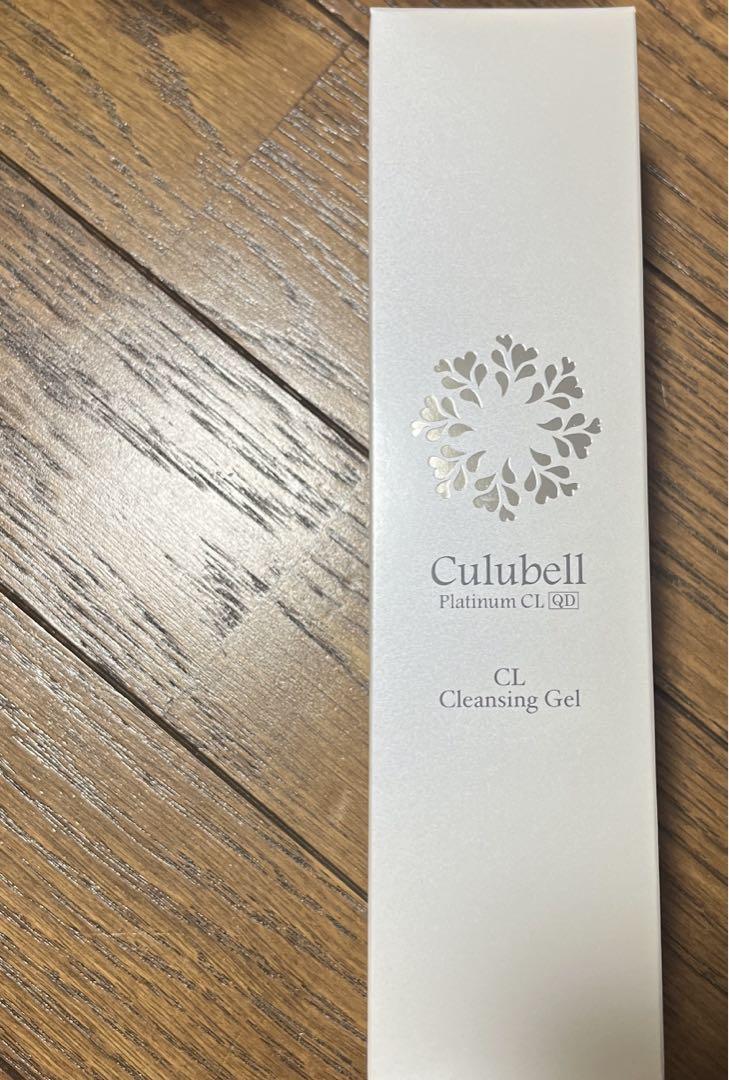 Culubell
Platinum CL QD
CL
Cleansing Gel